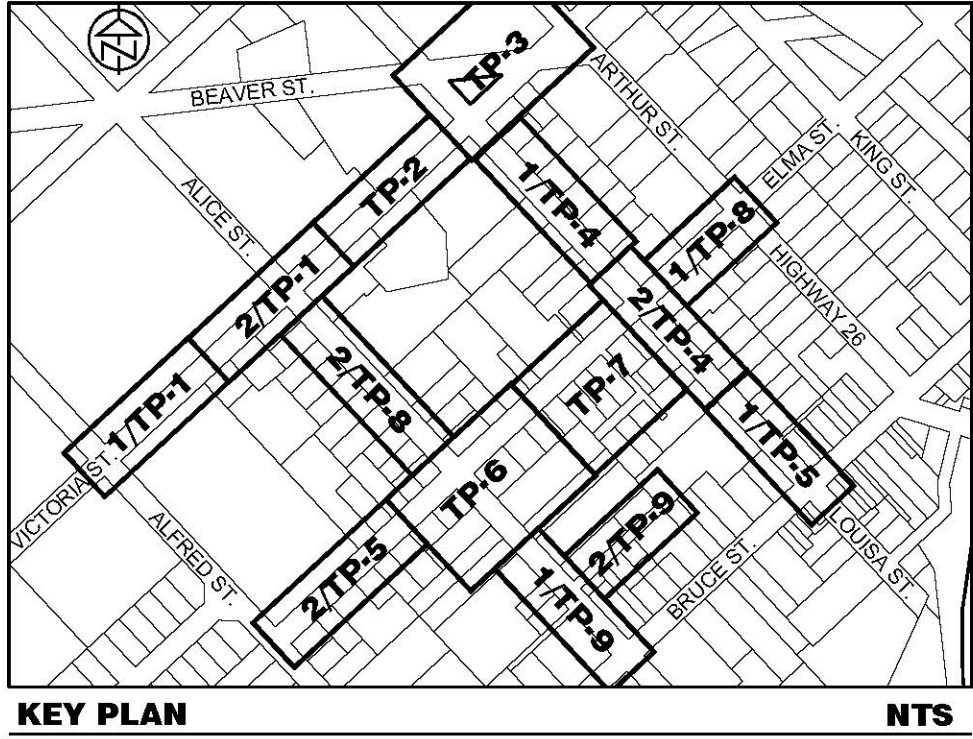 N
TP-3
BEAVER ST.
ARTHUR ST.
ELMA ST.
KING ST.
TP-2
1/TP-4
ALICE ST.
1/TP-8
2/TP-1
HIGHWAY 26
2/TP-4
2/TP-8
TP-7
1/TP-1
1/TP-5
VICTORIA ST.
TP-6
ALFRED ST.
2/TP-9
LOUISA ST.
2/TP-5
BRUCE ST.
1/TP-9
KEY PLAN
NTS